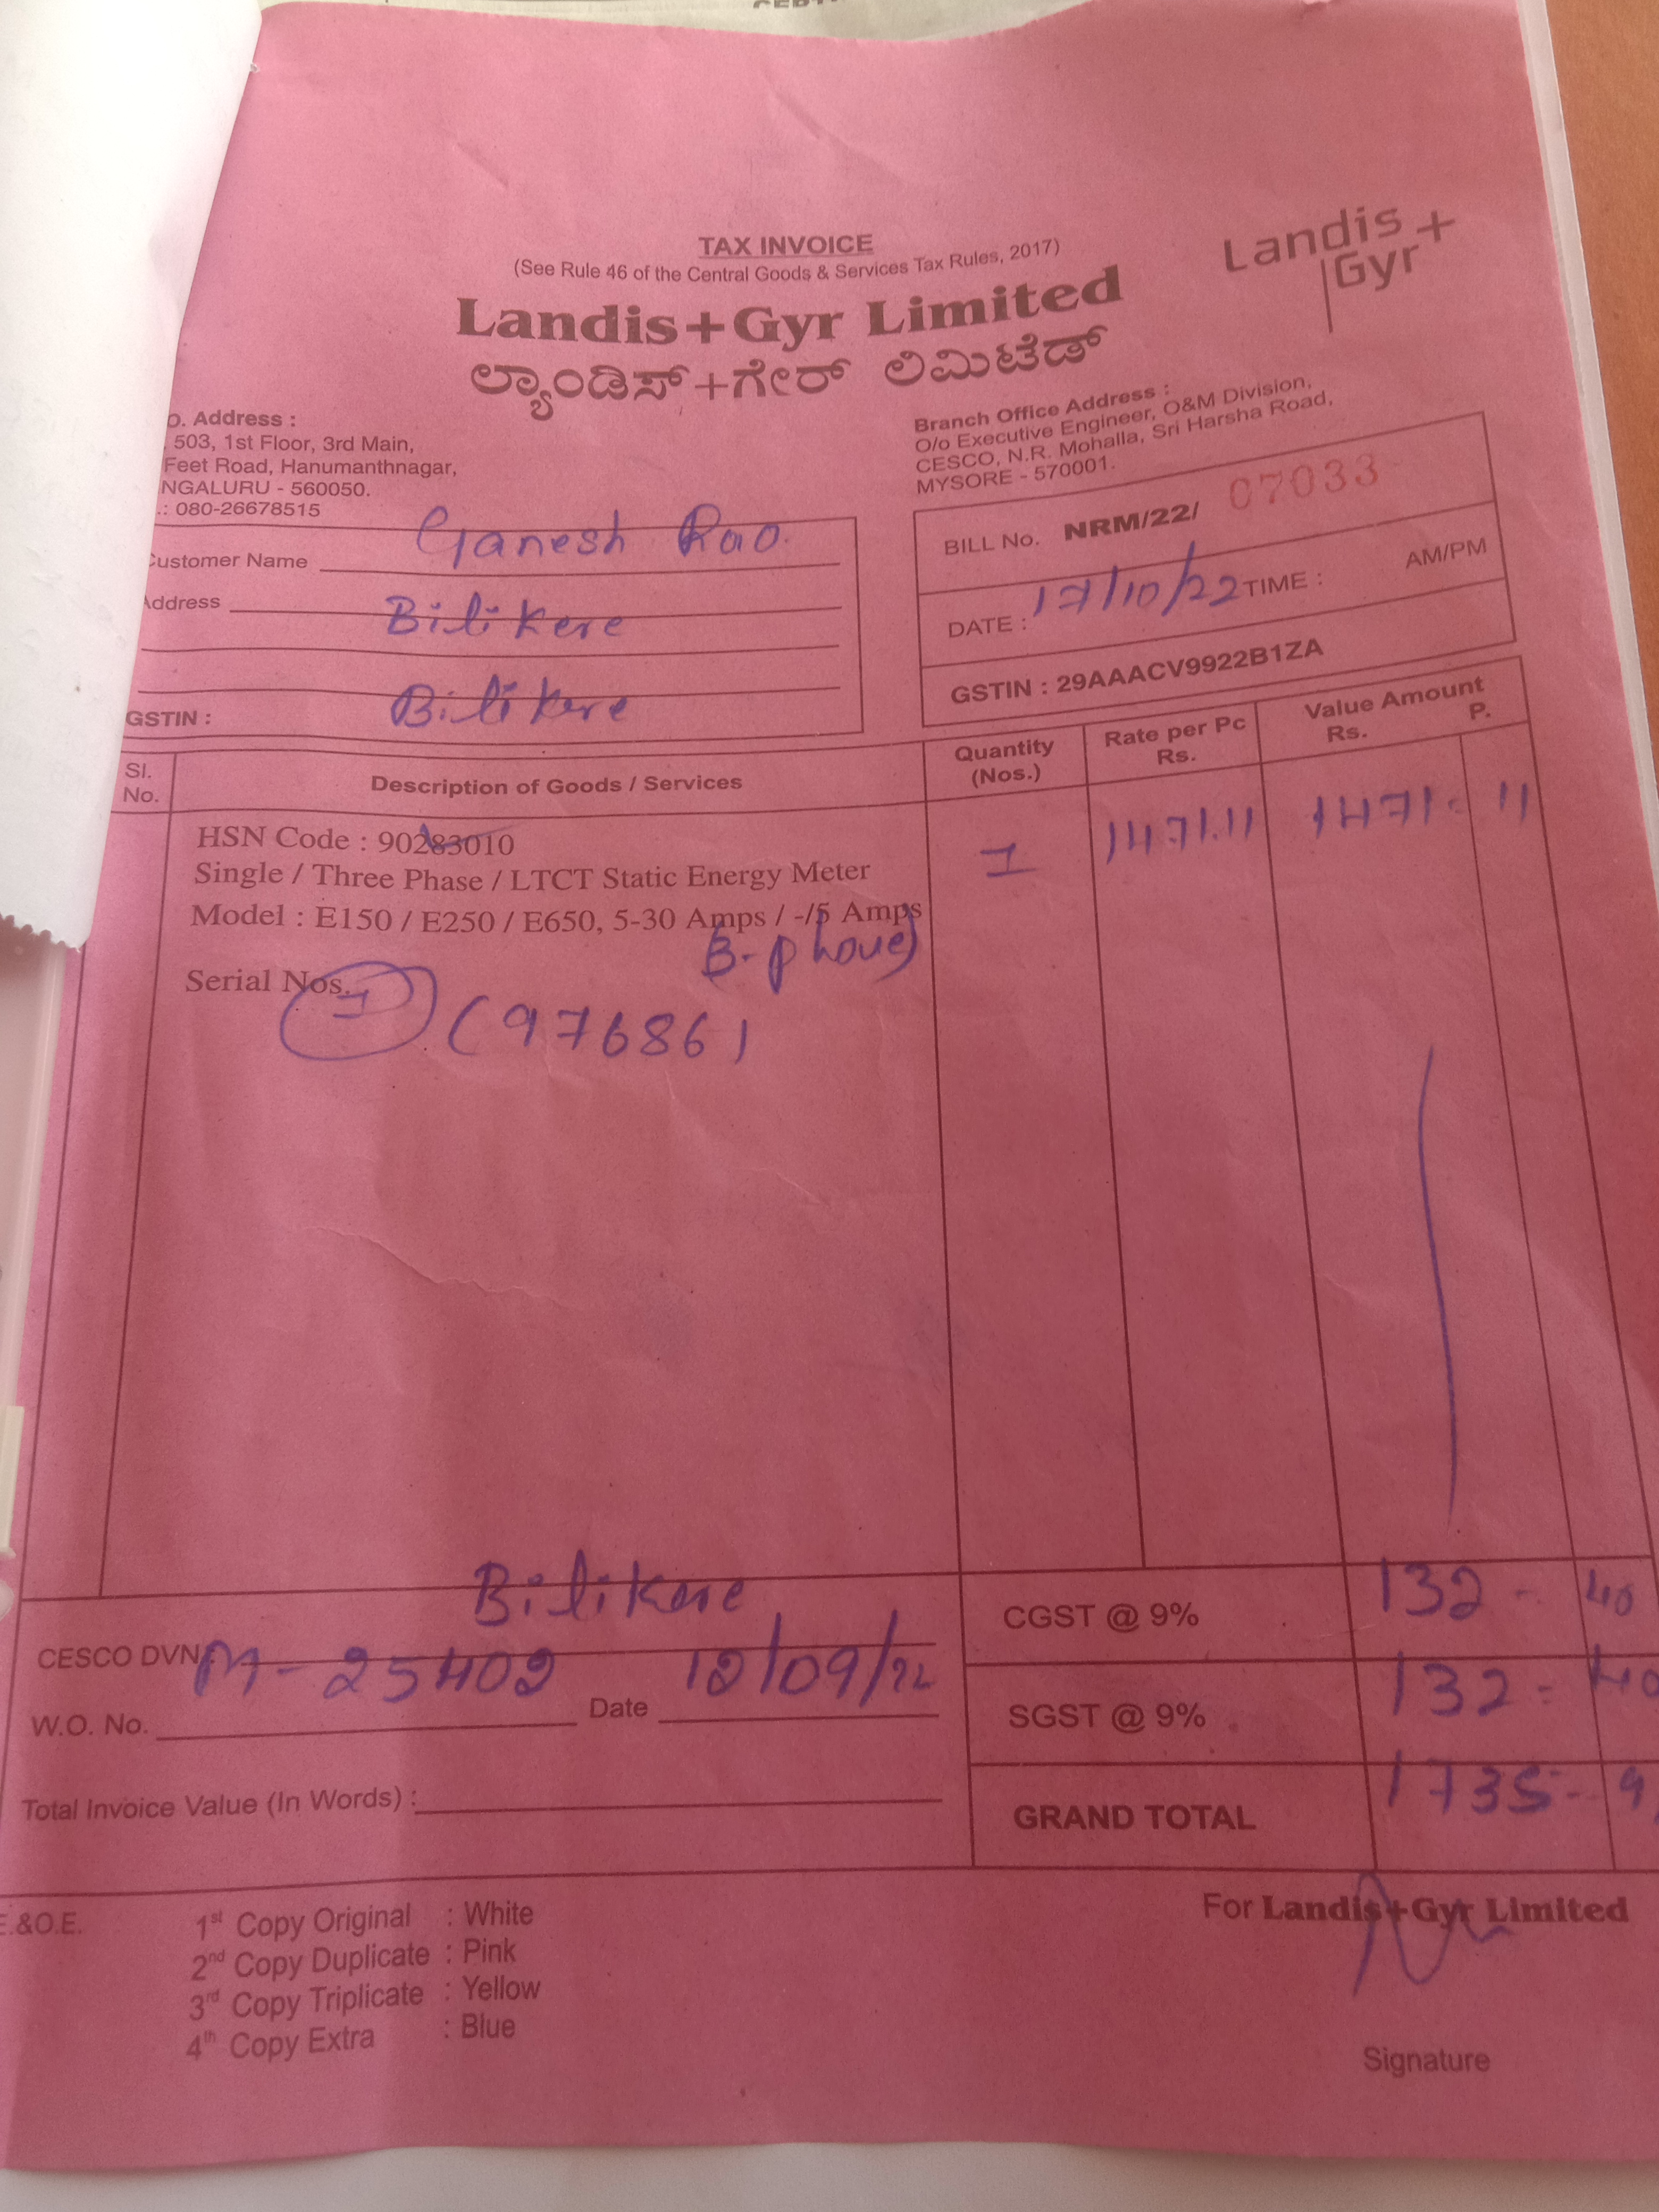 TAX INVOICE
(See Rule 46 of the Central Goods & Services Tax Rules, 2017)
Landis+Gyr Limited
ಲ್ಯಾಂಡಿಸ್+ಗೇರ್ ಲಿಮಿಟೆಡ್
Landis +
Gyr
O. Address :
503, 1st Floor, 3rd Main,
Feet Road, Hanumanthnagar,
NGALURU - 560050.
.: 080-26678515
Branch Office Address :
O/o Executive Engineer, O&M Division,
CESCO, N.R. Mohalla, Sri Harsha Road,
MYSORE - 570001.
Customer Name Ganesh Rao.
Address Bilikere
GSTIN : Bilikere
BILL No. NRM/22/ 07033
DATE : 17/10/22 TIME : AM/PM
GSTIN : 29AAACV9922B1ZA
Sl. No. Description of Goods / Services Quantity (Nos.) Rate per Pc Rs. Value Amount Rs. P.
HSN Code : 90283010 1 1471.11 1471- 11
Single / Three Phase / LTCT Static Energy Meter
Model : E150 / E250 / E650, 5-30 Amps / -/5 Amps
Serial Nos.
1 (97686)
Bilikere
CESCO DVN.
M-25402 12/09/22
W.O. No. Date
Total Invoice Value (In Words) :
CGST @ 9% 132 - 40
SGST @ 9% 132 = 40
GRAND TOTAL 1735 - 9
E.&O.E.
1st Copy Original : White
2nd Copy Duplicate : Pink
3rd Copy Triplicate : Yellow
4th Copy Extra : Blue
For Landis+Gyr Limited
Signature